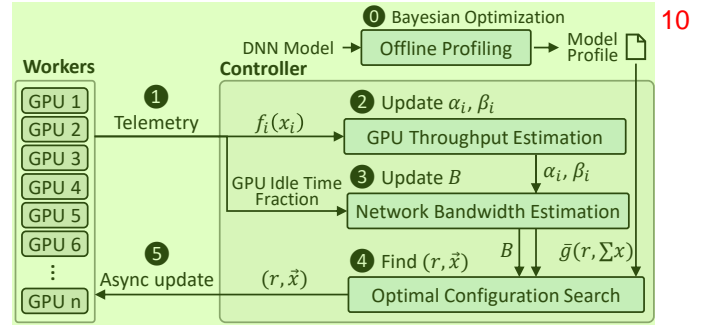 0 Bayesian Optimization
10
DNN Model
Offline Profiling
Model
Profile
Workers
Controller
GPU 1
GPU 2
GPU 3
GPU 4
GPU 5
GPU 6
⋮
GPU n
1
Telemetry
f_i(x_i)
2 Update α_i, β_i
GPU Throughput Estimation
α_i, β_i
GPU Idle Time
Fraction
3 Update B
Network Bandwidth Estimation
B
ḡ(r, ∑x)
4 Find (r, x⃗)
Optimal Configuration Search
5
Async update
(r, x⃗)